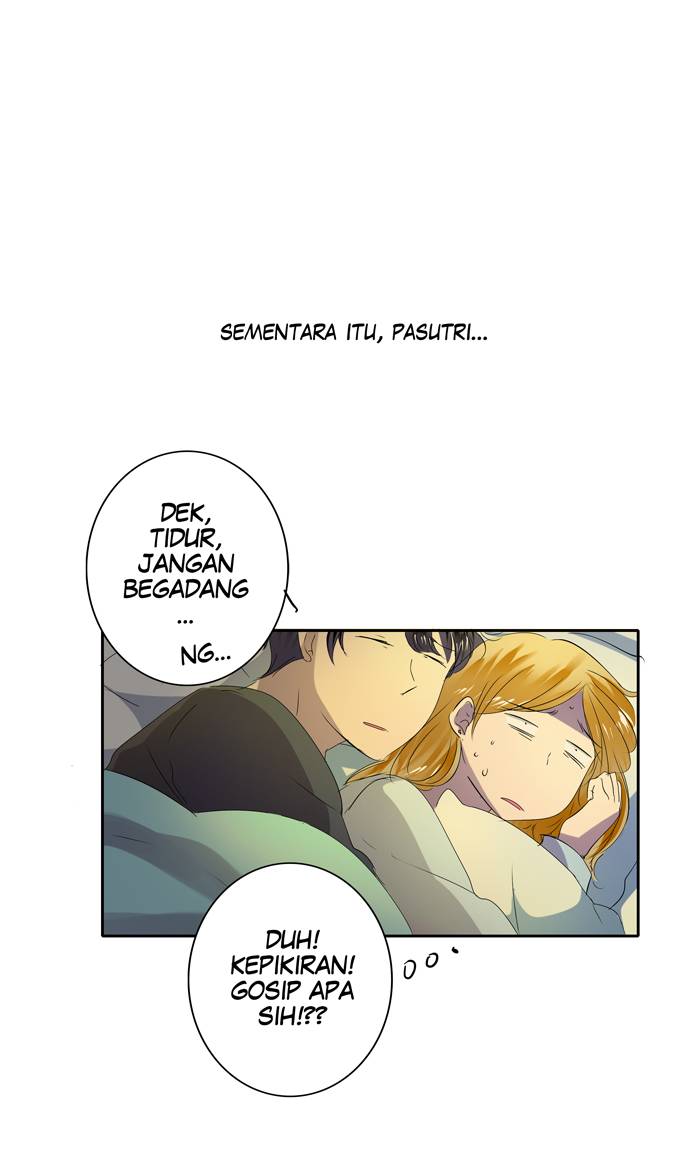 SEMENTARA ITU, PASUTRI...
DEK,
TIDUR,
JANGAN
BEGADANG
...
NG...
DUH!
KEPIKIRAN!
GOSIP APA
SIH!??